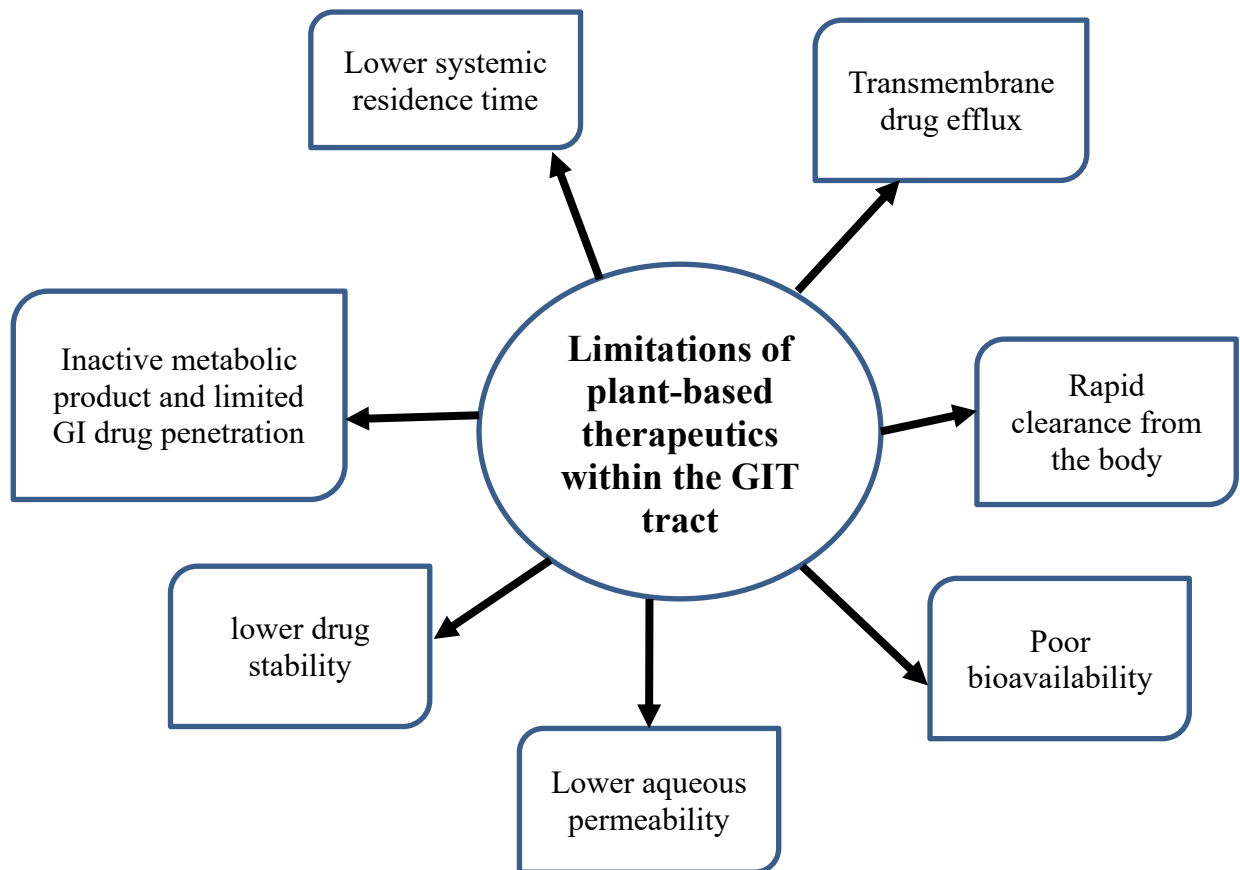 Lower systemic
residence time
Transmembrane
drug efflux
Inactive metabolic
product and limited
GI drug penetration
Limitations of
plant-based
therapeutics
within the GIT
tract
Rapid
clearance from
the body
lower drug
stability
Poor
bioavailability
Lower aqueous
permeability